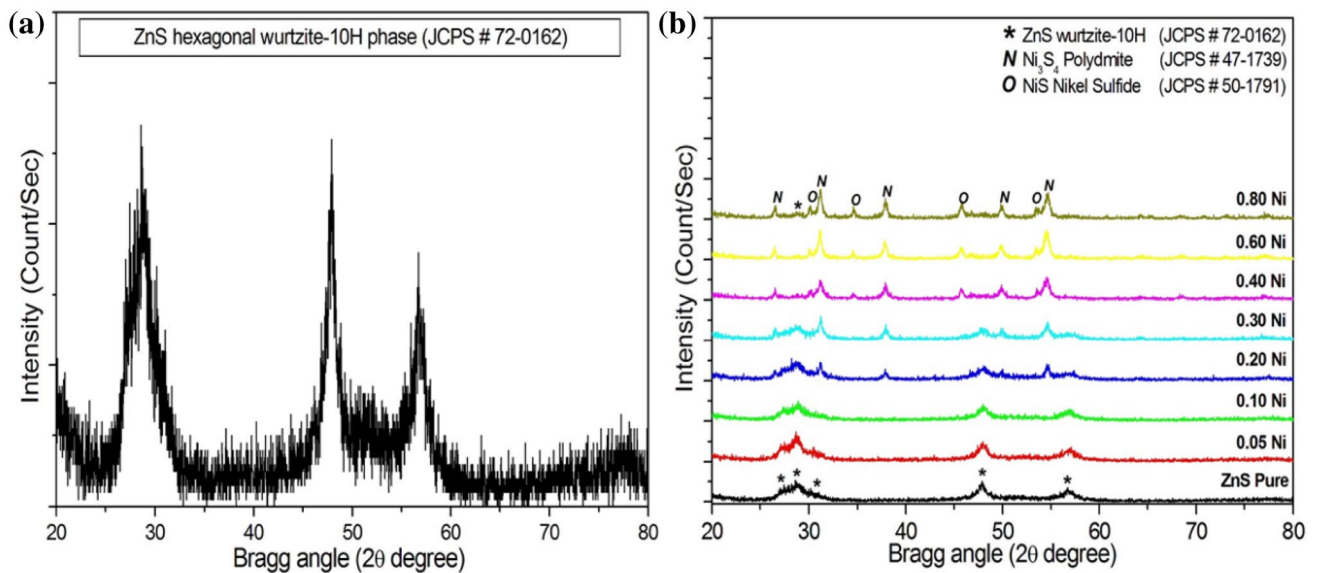 (a)
ZnS hexagonal wurtzite-10H phase (JCPS # 72-0162)
Intensity (Count/Sec)
20 30 40 50 60 70 80
Bragg angle (2θ degree)
(b)
* ZnS wurtzite-10H (JCPS # 72-0162)
N Ni3S4 Polydmite (JCPS # 47-1739)
O NiS Nikel Sulfide (JCPS # 50-1791)
Intensity (Count/Sec)
N * O N O N O N O N
0.80 Ni
0.60 Ni
0.40 Ni
0.30 Ni
0.20 Ni
0.10 Ni
0.05 Ni
ZnS Pure
* * * * *
20 30 40 50 60 70 80
Bragg angle (2θ degree)